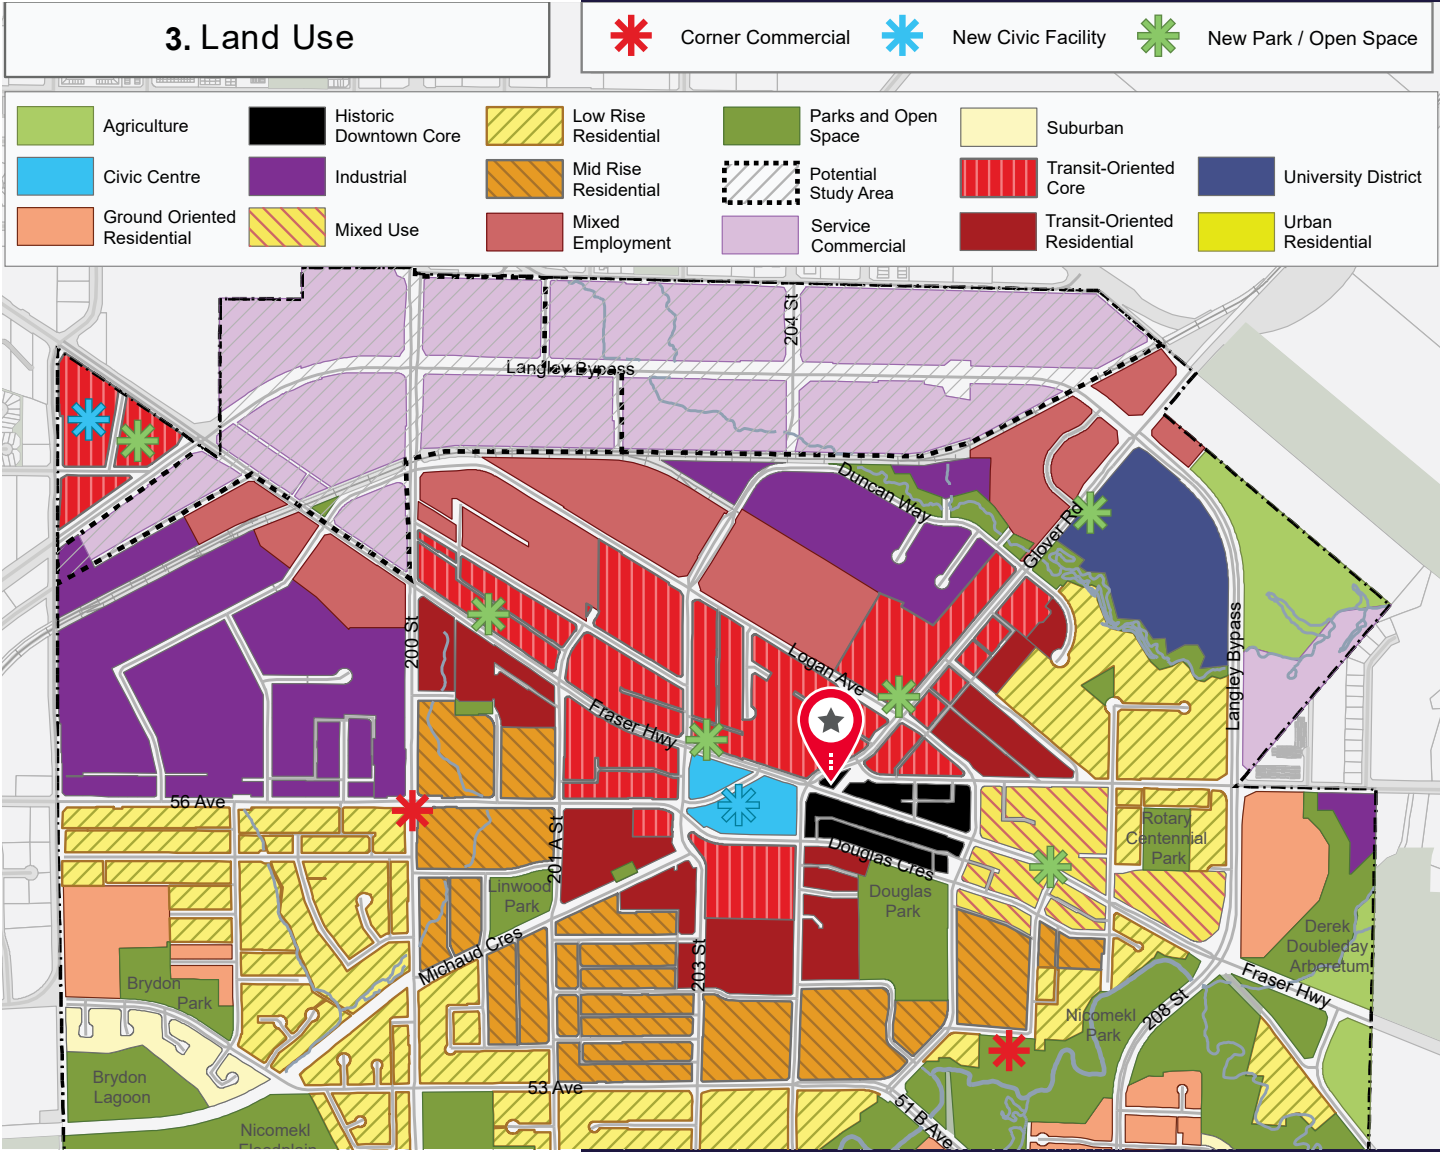 3. Land Use
Corner Commercial
New Civic Facility
New Park / Open Space
Agriculture
Historic
Downtown Core
Low Rise
Residential
Parks and Open
Space
Suburban
Civic Centre
Industrial
Mid Rise
Residential
Potential
Study Area
Transit-Oriented
Core
University District
Ground Oriented
Residential
Mixed Use
Mixed
Employment
Service
Commercial
Transit-Oriented
Residential
Urban
Residential
204 St
Langley Bypass
Duncan Way
Glover Rd
200 St
Logan Ave
Langley Bypass
Fraser Hwy
56 Ave
201 A St
Douglas Cres
Rotary
Centennial
Park
Linwood
Park
Douglas
Park
Derek
Doubleday
Arboretum
Michaud Cres
203 St
Fraser Hwy
Brydon
Park
208 St
Nicomekl
Park
Brydon
Lagoon
53 Ave
51 B Ave
Nicomekl
Floodplain